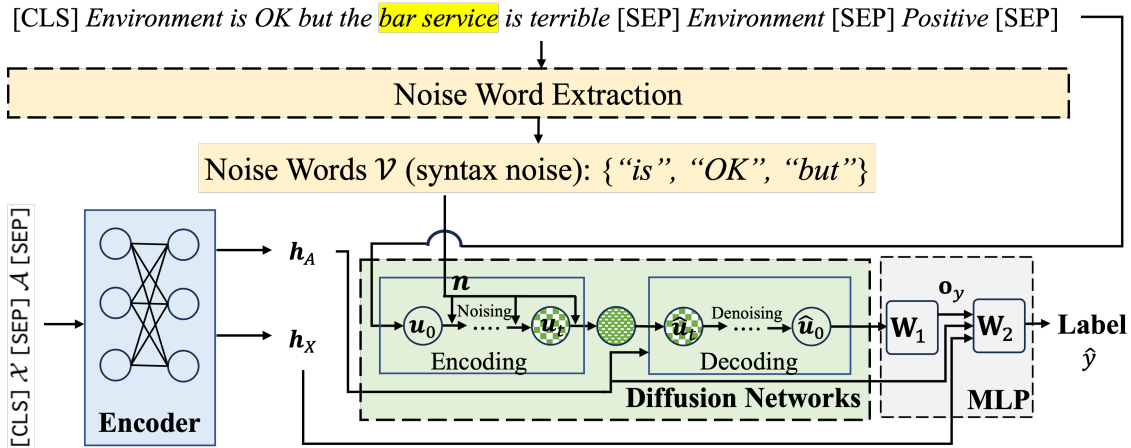 [CLS] Environment is OK but the bar service is terrible [SEP] Environment [SEP] Positive [SEP]
Noise Word Extraction
Noise Words 𝒱 (syntax noise): {“is”, “OK”, “but”}
[CLS] 𝒳 [SEP] 𝒜 [SEP]
Encoder
h_A
h_X
n
u_0
Noising
.....
u_t
Encoding
û_t
Denoising
.....
û_0
Decoding
Diffusion Networks
W_1
o_y
W_2
MLP
Label
ŷ